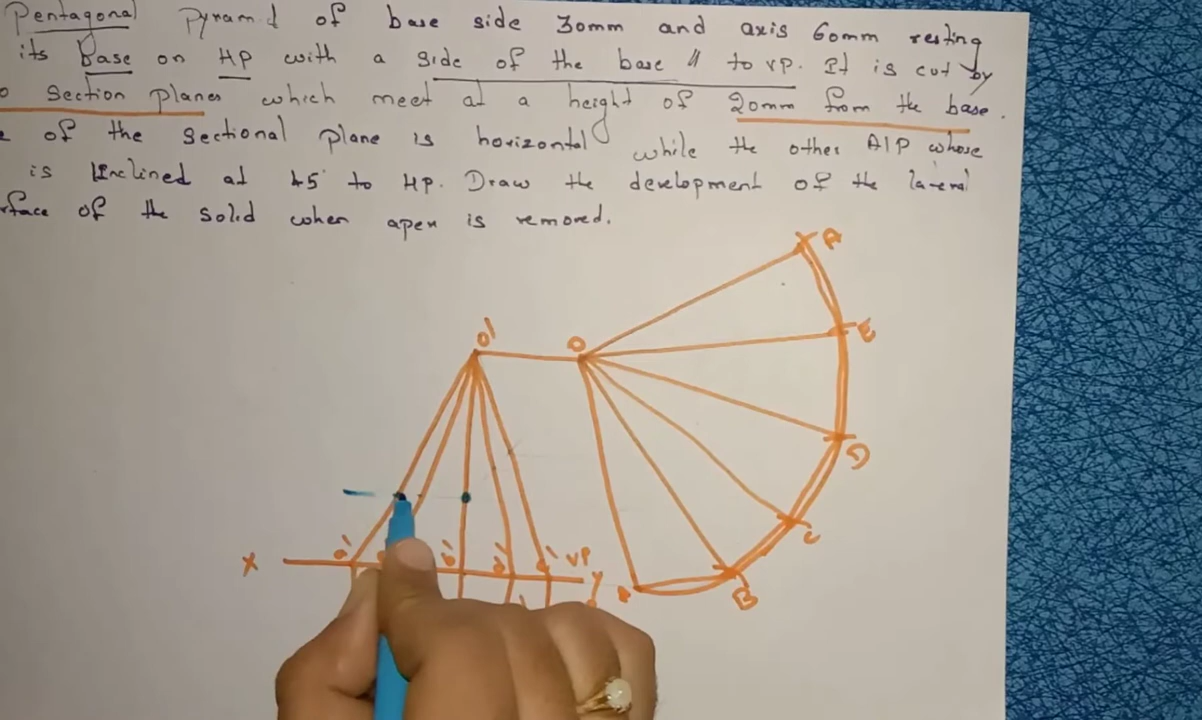 Pentagonal Pyramid of base side 30mm and axis 60mm resting
its Base on HP with a side of the base 11 to VP. It is cut by
o section planes which meet at a height of 20mm from the base.
e of the sectional plane is horizontal while the other AIP whose
is Inclined at 45° to HP. Draw the development of the lateral
rface of the solid when apex is removed.
A
O'
O
E
D
C
X
a'
b'
d'
c'
VP
y
A
B